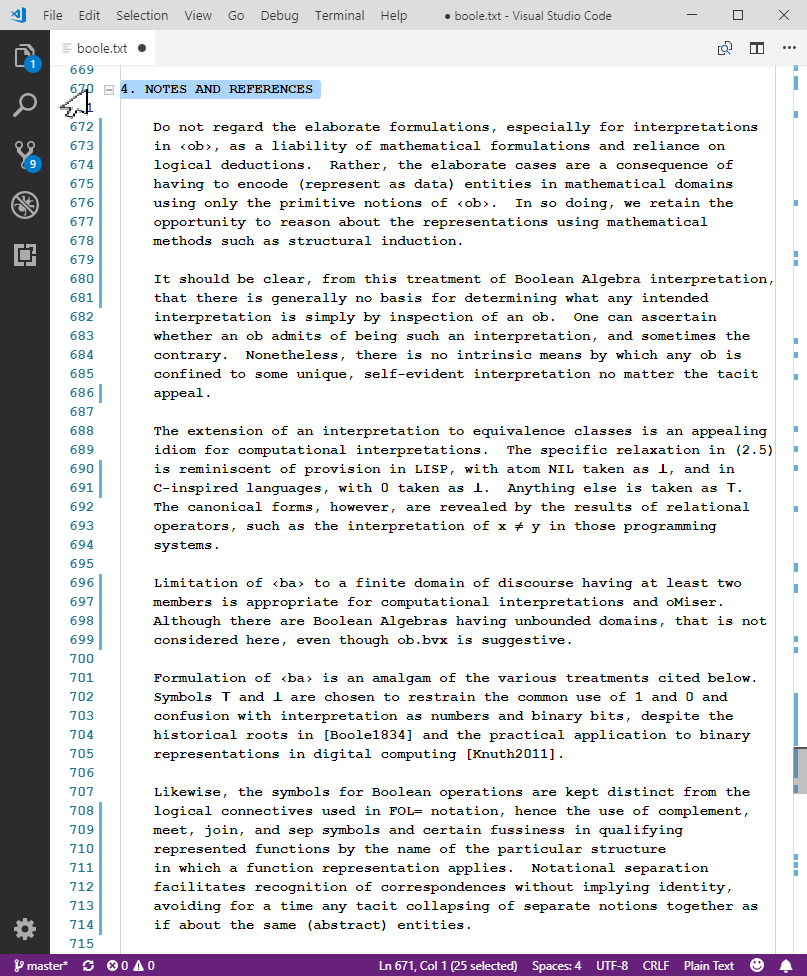 File Edit Selection View Go Debug Terminal Help ● boole.txt - Visual Studio Code
boole.txt ●
669
670 4. NOTES AND REFERENCES
1
672 Do not regard the elaborate formulations, especially for interpretations
673 in ‹ob›, as a liability of mathematical formulations and reliance on
674 logical deductions.  Rather, the elaborate cases are a consequence of
675 having to encode (represent as data) entities in mathematical domains
676 using only the primitive notions of ‹ob›.  In so doing, we retain the
677 opportunity to reason about the representations using mathematical
678 methods such as structural induction.
679
680 It should be clear, from this treatment of Boolean Algebra interpretation,
681 that there is generally no basis for determining what any intended
682 interpretation is simply by inspection of an ob.  One can ascertain
683 whether an ob admits of being such an interpretation, and sometimes the
684 contrary.  Nonetheless, there is no intrinsic means by which any ob is
685 confined to some unique, self-evident interpretation no matter the tacit
686 appeal.
687
688 The extension of an interpretation to equivalence classes is an appealing
689 idiom for computational interpretations.  The specific relaxation in (2.5)
690 is reminiscent of provision in LISP, with atom NIL taken as ⊥, and in
691 C-inspired languages, with 0 taken as ⊥.  Anything else is taken as ⊤.
692 The canonical forms, however, are revealed by the results of relational
693 operators, such as the interpretation of x ≠ y in those programming
694 systems.
695
696 Limitation of ‹ba› to a finite domain of discourse having at least two
697 members is appropriate for computational interpretations and oMiser.
698 Although there are Boolean Algebras having unbounded domains, that is not
699 considered here, even though ob.bvx is suggestive.
700
701 Formulation of ‹ba› is an amalgam of the various treatments cited below.
702 Symbols ⊤ and ⊥ are chosen to restrain the common use of 1 and 0 and
703 confusion with interpretation as numbers and binary bits, despite the
704 historical roots in [Boole1834] and the practical application to binary
705 representations in digital computing [Knuth2011].
706
707 Likewise, the symbols for Boolean operations are kept distinct from the
708 logical connectives used in FOL= notation, hence the use of complement,
709 meet, join, and sep symbols and certain fussiness in qualifying
710 represented functions by the name of the particular structure
711 in which a function representation applies.  Notational separation
712 facilitates recognition of correspondences without implying identity,
713 avoiding for a time any tacit collapsing of separate notions together as
714 if about the same (abstract) entities.
715
1
9
master* 0 0 Ln 671, Col 1 (25 selected) Spaces: 4 UTF-8 CRLF Plain Text